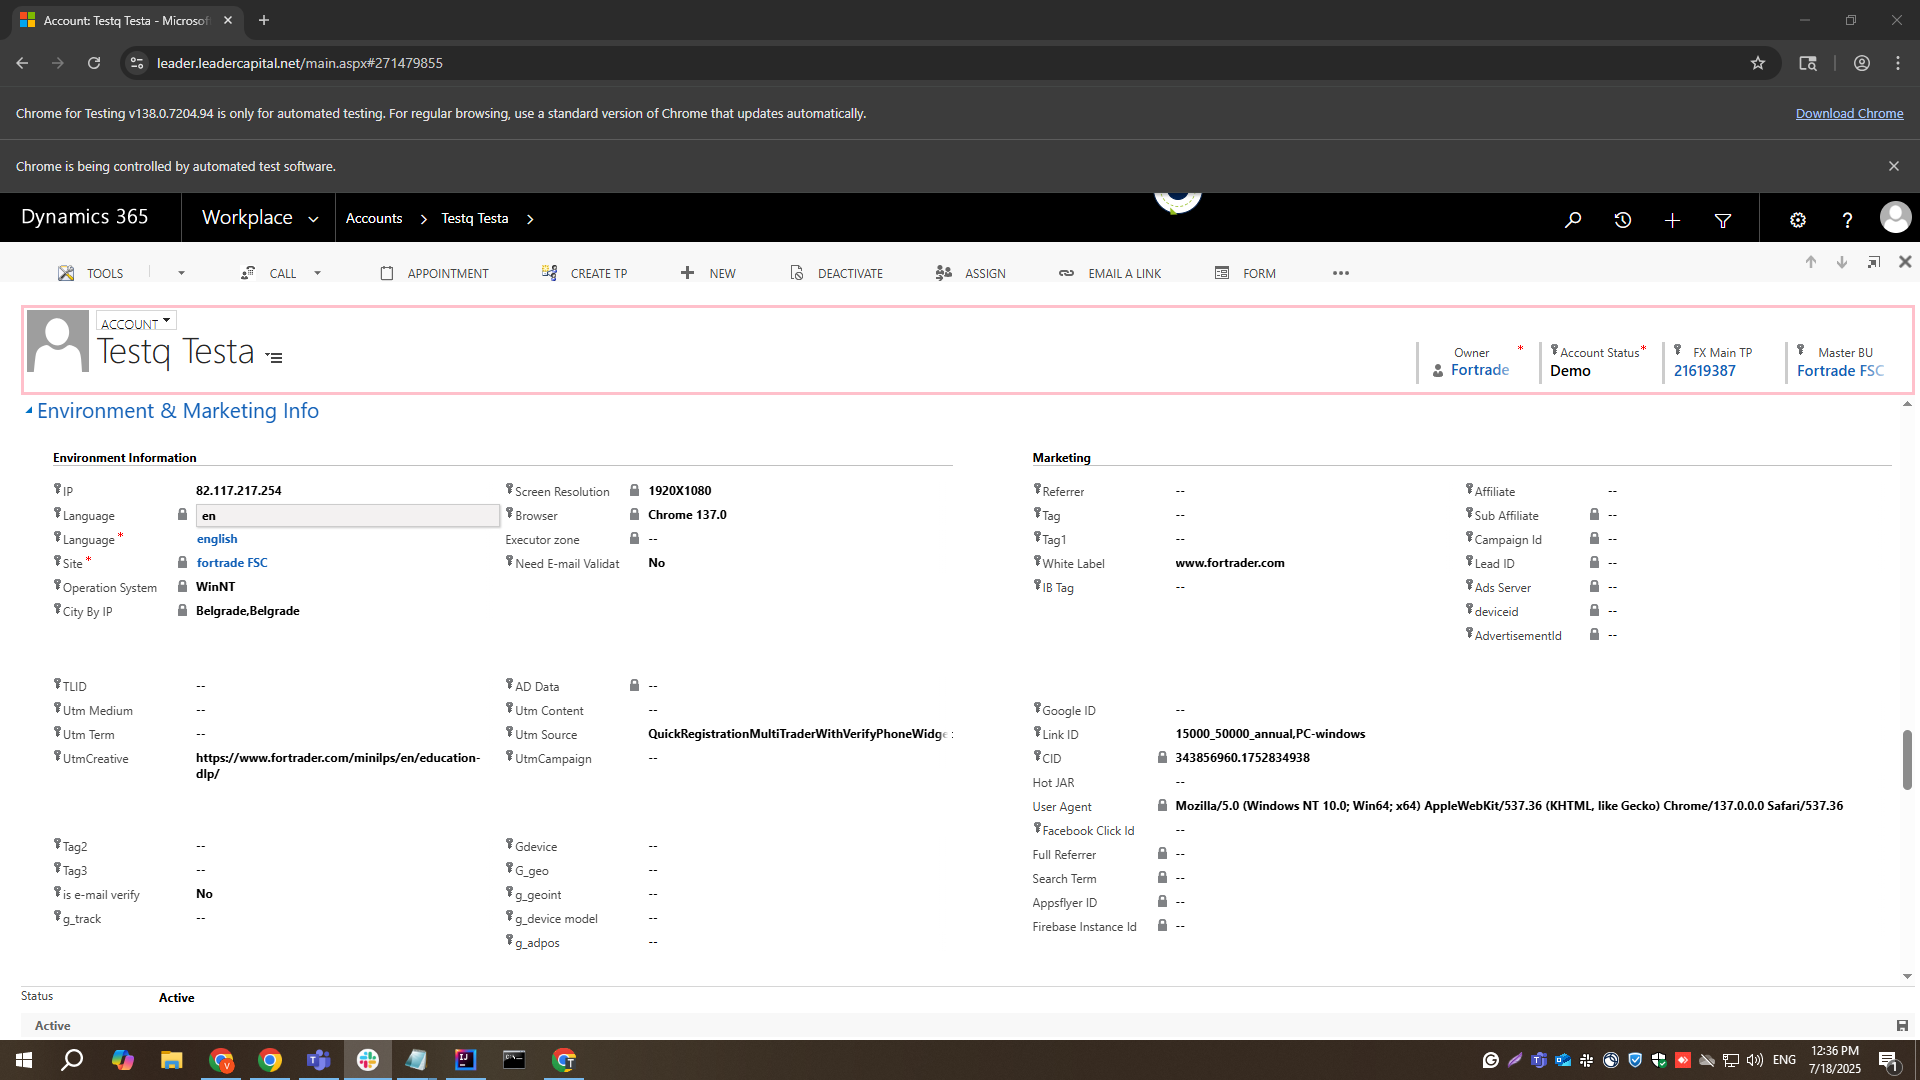 Account: Testq Testa - Microsof
leader.leadercapital.net/main.aspx#271479855
Chrome for Testing v138.0.7204.94 is only for automated testing. For regular browsing, use a standard version of Chrome that updates automatically.
Download Chrome
Chrome is being controlled by automated test software.
Dynamics 365
Workplace
Accounts
Testq Testa
TOOLS
CALL
APPOINTMENT
CREATE TP
NEW
DEACTIVATE
ASSIGN
EMAIL A LINK
FORM
ACCOUNT
Testq Testa
Owner *
Fortrade
Account Status *
Demo
FX Main TP
21619387
Master BU
Fortrade FSC
Environment & Marketing Info
Environment Information
IP 82.117.217.254
Language en
Language * english
Site * fortrade FSC
Operation System WinNT
City By IP Belgrade,Belgrade
Screen Resolution 1920X1080
Browser Chrome 137.0
Executor zone --
Need E-mail Validat No
TLID --
Utm Medium --
Utm Term --
UtmCreative https://www.fortrader.com/minilps/en/education-
dlp/
AD Data --
Utm Content --
Utm Source QuickRegistrationMultiTraderWithVerifyPhoneWidge
UtmCampaign --
Tag2 --
Tag3 --
is e-mail verify No
g_track --
Gdevice --
G_geo --
g_geoint --
g_device model --
g_adpos --
Marketing
Referrer --
Tag --
Tag1 --
White Label www.fortrader.com
IB Tag --
Affiliate --
Sub Affiliate --
Campaign Id --
Lead ID --
Ads Server --
deviceid --
AdvertisementId --
Google ID --
Link ID 15000_50000_annual,PC-windows
CID 343856960.1752834938
Hot JAR --
User Agent Mozilla/5.0 (Windows NT 10.0; Win64; x64) AppleWebKit/537.36 (KHTML, like Gecko) Chrome/137.0.0.0 Safari/537.36
Facebook Click Id --
Full Referrer --
Search Term --
Appsflyer ID --
Firebase Instance Id --
Status Active
Active
ENG
12:36 PM
7/18/2025
1